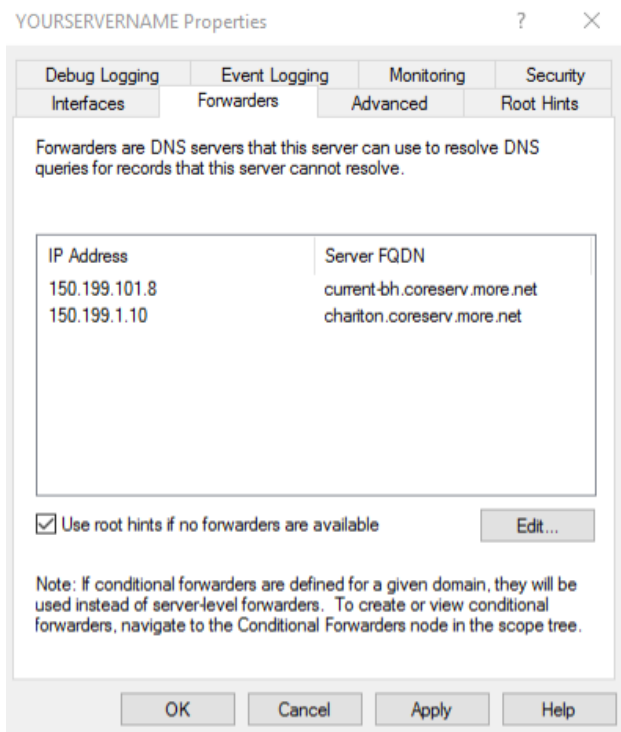 YOURSERVERNAME Properties ? ×
Debug Logging Event Logging Monitoring Security
Interfaces Forwarders Advanced Root Hints
Forwarders are DNS servers that this server can use to resolve DNS
queries for records that this server cannot resolve.
IP Address Server FQDN
150.199.101.8 current-bh.coreserv.more.net
150.199.1.10 chariton.coreserv.more.net
Use root hints if no forwarders are available Edit...
Note: If conditional forwarders are defined for a given domain, they will be
used instead of server-level forwarders. To create or view conditional
forwarders, navigate to the Conditional Forwarders node in the scope tree.
OK Cancel Apply Help